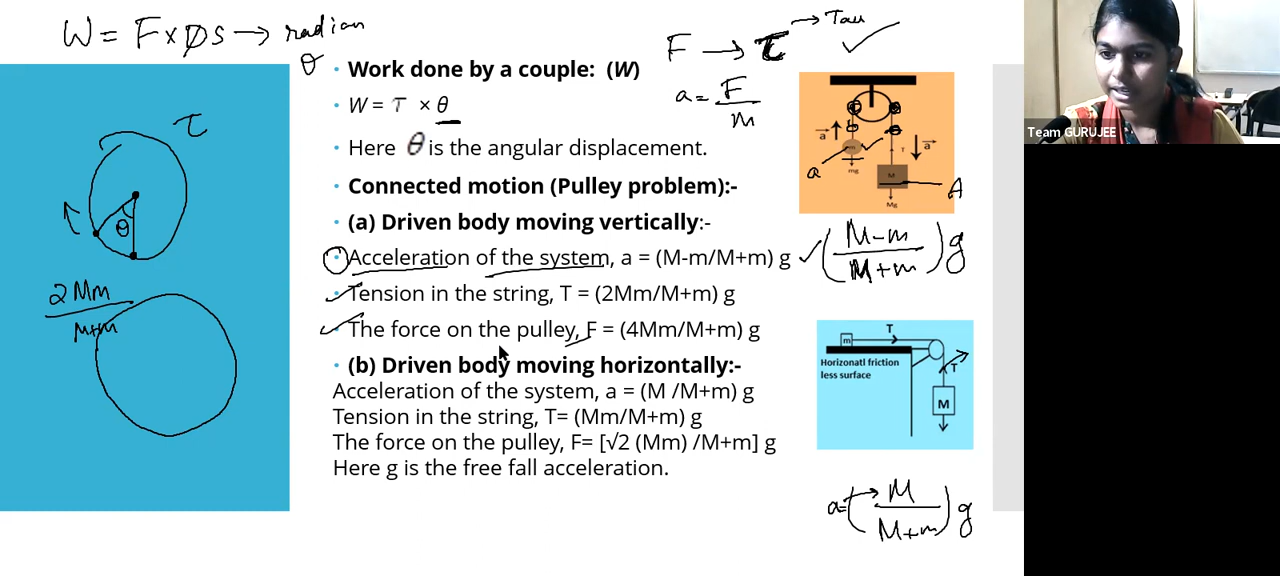 W = F × D S → radian
θ
F → τ → Tau
a = F/m
τ
θ
2Mm/M+m
• Work done by a couple: (W)
• W = T × θ
• Here θ is the angular displacement.
• Connected motion (Pulley problem):-
• (a) Driven body moving vertically:-
• Acceleration of the system, a = (M-m/M+m) g
• Tension in the string, T = (2Mm/M+m) g
• The force on the pulley, F = (4Mm/M+m) g
• (b) Driven body moving horizontally:-
Acceleration of the system, a = (M /M+m) g
Tension in the string, T= (Mm/M+m) g
The force on the pulley, F= [√2 (Mm) /M+m] g
Here g is the free fall acceleration.
a
a
T
mg
M
Mg
a
A
(M-m/M+m) g
T
m
Horizonatl friction
less surface
T
M
a= (M/M+m) g
Team GURUJEE